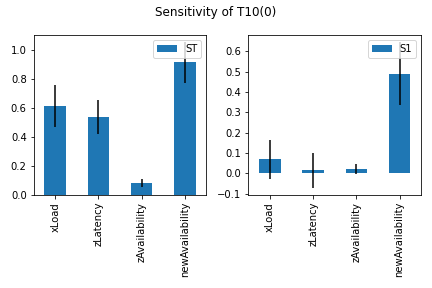 Sensitivity of T10(0)
ST
1.0
0.8
0.6
0.4
0.2
0.0
xLoad
zLatency
zAvailability
newAvailability
S1
0.6
0.5
0.4
0.3
0.2
0.1
0.0
−0.1
xLoad
zLatency
zAvailability
newAvailability